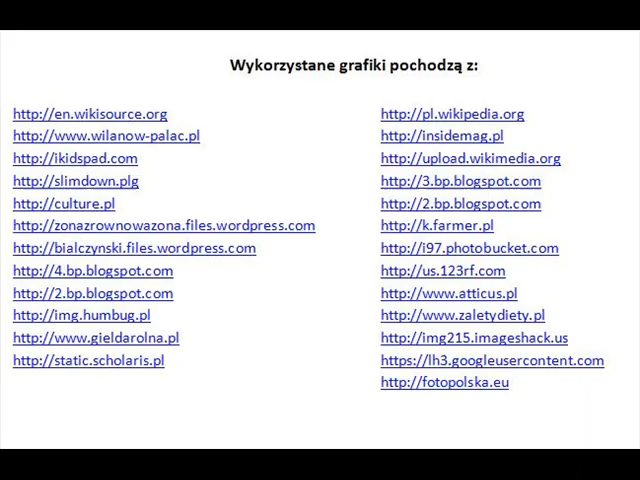 Wykorzystane grafiki pochodzą z:
http://en.wikisource.org
http://www.wilanow-palac.pl
http://ikidspad.com
http://slimdown.plg
http://culture.pl
http://zonazrownowazona.files.wordpress.com
http://bialczynski.files.wordpress.com
http://4.bp.blogspot.com
http://2.bp.blogspot.com
http://img.humbug.pl
http://www.gieldarolna.pl
http://static.scholaris.pl
http://pl.wikipedia.org
http://insidemag.pl
http://upload.wikimedia.org
http://3.bp.blogspot.com
http://2.bp.blogspot.com
http://k.farmer.pl
http://i97.photobucket.com
http://us.123rf.com
http://www.atticus.pl
http://www.zaletydiety.pl
http://img215.imageshack.us
https://lh3.googleusercontent.com
http://fotopolska.eu